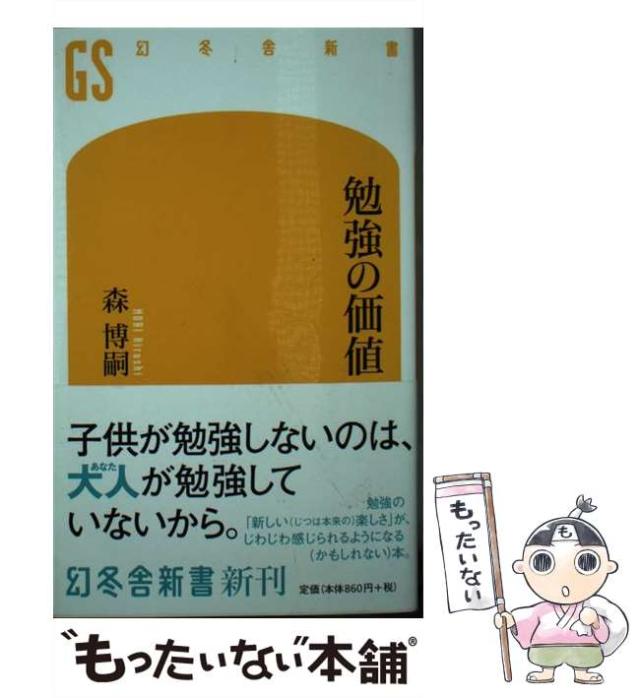 GS
幻冬舎新書
勉強の価値
森 博嗣
MORI Hiroshi
子供が勉強しないのは、
大人が勉強して
あなた
いないから。
勉強の
「新しい(じつは本来の)楽しさ」が、
じわじわ感じられるようになる
(かもしれない)本。
幻冬舎新書 新刊
定価(本体860円+税)
"もったいない"本舗®
もったいない